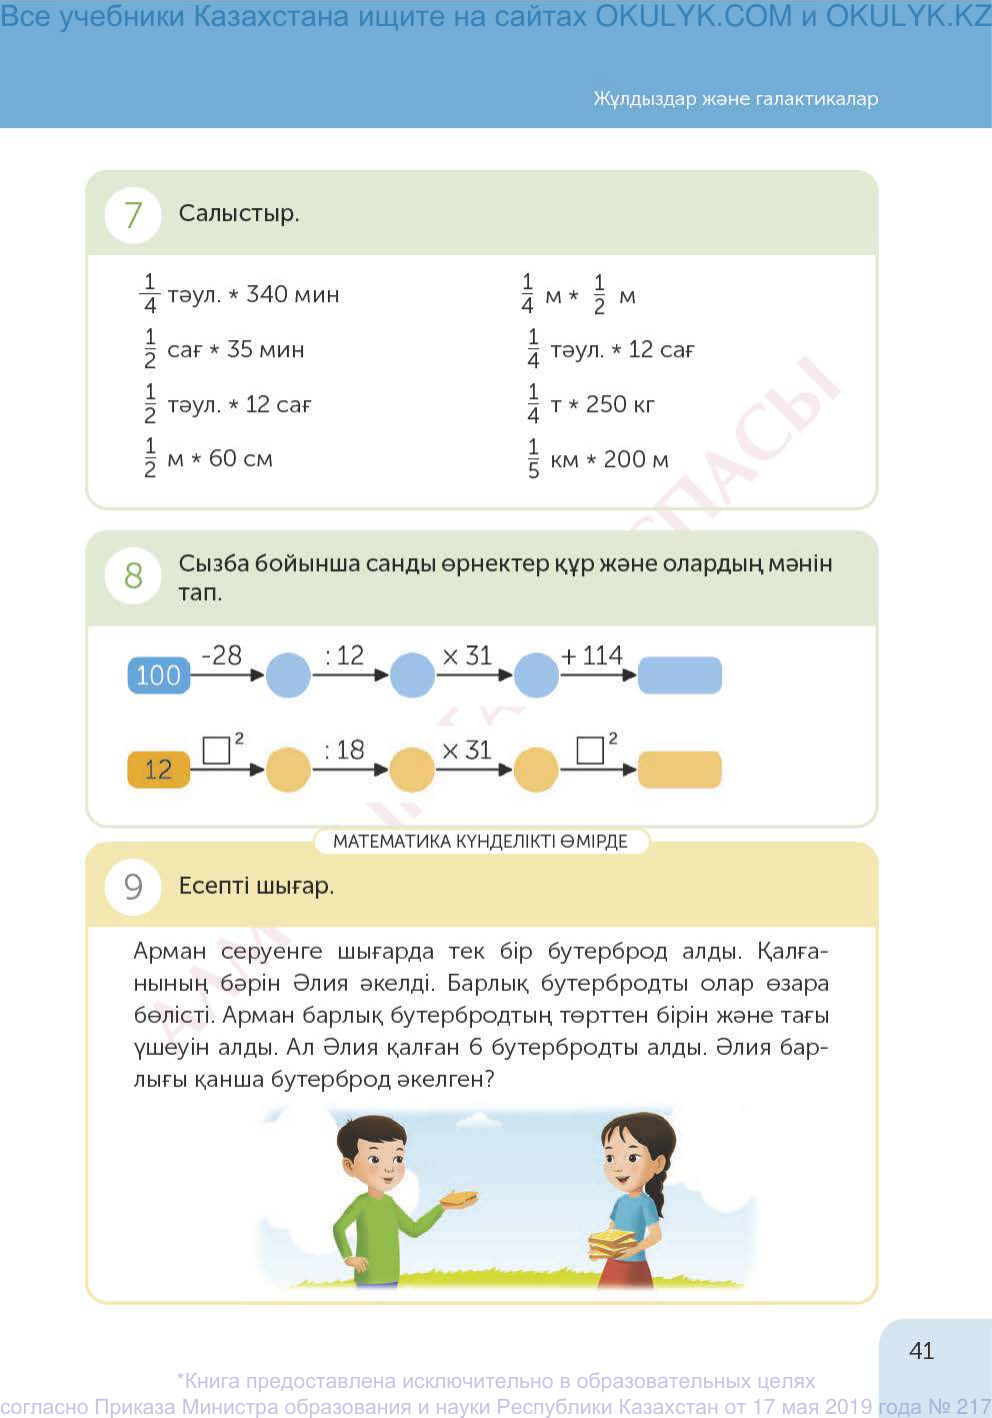 Все учебники Казахстана ищите на сайтах OKULYK.COM и OKULYK.KZ
Жұлдыздар және галактикалар
7 Салыстыр.
1/4 тәул. * 340 мин
1/4 м * 1/2 м
1/2 сағ * 35 мин
1/4 тәул. * 12 сағ
1/2 тәул. * 12 сағ
1/4 т * 250 кг
1/2 м * 60 см
1/5 км * 200 м
8 Сызба бойынша санды өрнектер құр және олардың мәнін
тап.
100 -28 : 12 × 31 + 114
12 □² : 18 × 31 □²
МАТЕМАТИКА КҮНДЕЛІКТІ ӨМІРДЕ
9 Есепті шығар.
Арман серуенге шығарда тек бір бутерброд алды. Қалға-
нының бәрін Әлия әкелді. Барлық бутербродты олар өзара
бөлісті. Арман барлық бутербродтың төрттен бірін және тағы
үшеуін алды. Ал Әлия қалған 6 бутербродты алды. Әлия бар-
лығы қанша бутерброд әкелген?
41
*Книга предоставлена исключительно в образовательных целях
согласно Приказа Министра образования и науки Республики Казахстан от 17 мая 2019 года № 217